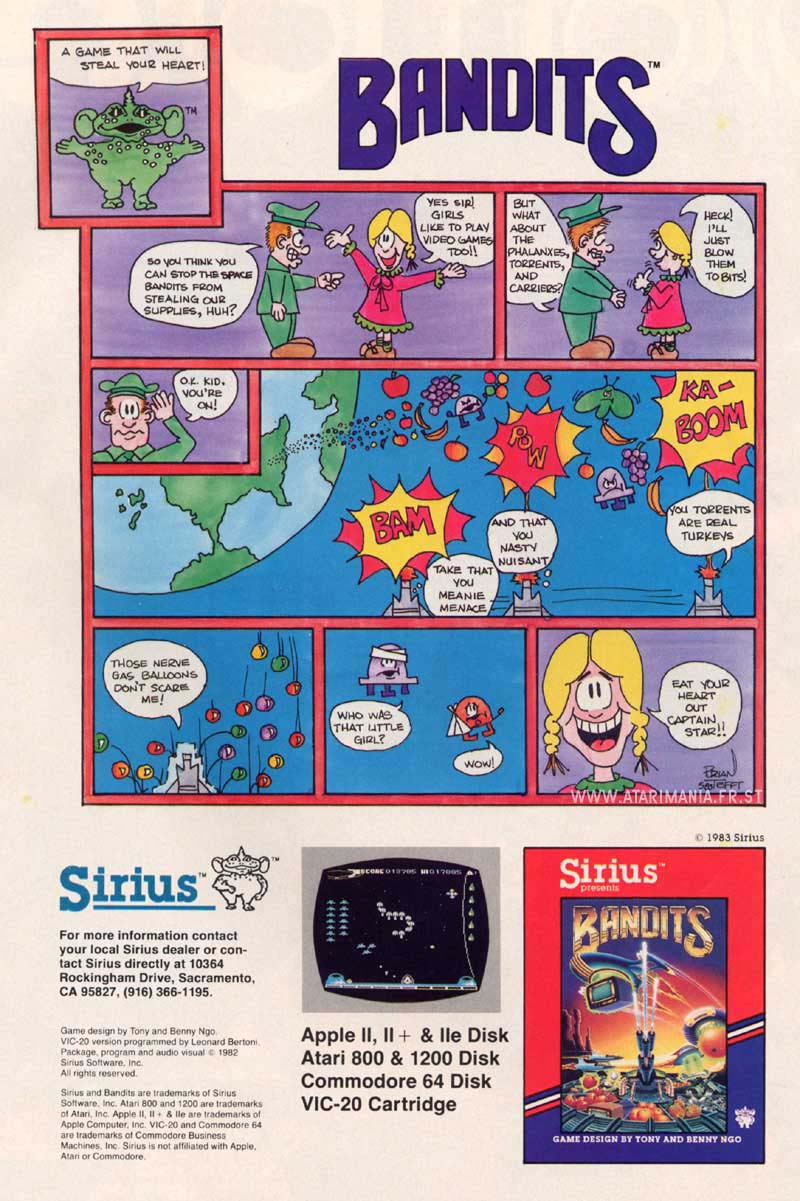 A GAME THAT WILL
STEAL YOUR HEART!
TM
BANDITS™
SO YOU THINK YOU
CAN STOP THE SPACE
BANDITS FROM
STEALING OUR
SUPPLIES, HUH?
YES SIR!
GIRLS
LIKE TO PLAY
VIDEO GAMES
TOO!!
BUT
WHAT
ABOUT
THE
PHALANXES,
TORRENTS,
AND
CARRIERS?
HECK!
I'LL
JUST
BLOW
THEM
TO BITS!
O.K. KID.
YOU'RE
ON!
BAM
TAKE THAT
YOU
MEANIE
MENACE
POW
AND THAT
YOU
NASTY
NUISANT
KA-
BOOM
YOU TORRENTS
ARE REAL
TURKEYS
THOSE NERVE
GAS BALLOONS
DON'T SCARE
ME!
WHO WAS
THAT LITTLE
GIRL?
WOW!
EAT YOUR
HEART
OUT
CAPTAIN
STAR!!
BRIAN
WWW.ATARIMANIA.FR.ST
© 1983 Sirius
Sirius™
TM
For more information contact
your local Sirius dealer or con-
tact Sirius directly at 10364
Rockingham Drive, Sacramento,
CA 95827, (916) 366-1195.
Game design by Tony and Benny Ngo.
VIC-20 version programmed by Leonard Bertoni.
Package, program and audio visual © 1982
Sirius Software, Inc.
All rights reserved.
Sirius and Bandits are trademarks of Sirius
Software, Inc. Atari 800 and 1200 are trademarks
of Atari, Inc. Apple II, II + & IIe are trademarks of
Apple Computer, Inc. VIC-20 and Commodore 64
are trademarks of Commodore Business
Machines, Inc. Sirius is not affiliated with Apple,
Atari or Commodore.
SCORE 013705 HI 017005
Apple II, II + & IIe Disk
Atari 800 & 1200 Disk
Commodore 64 Disk
VIC-20 Cartridge
Sirius™
presents
BANDITS
GAME DESIGN BY TONY AND BENNY NGO